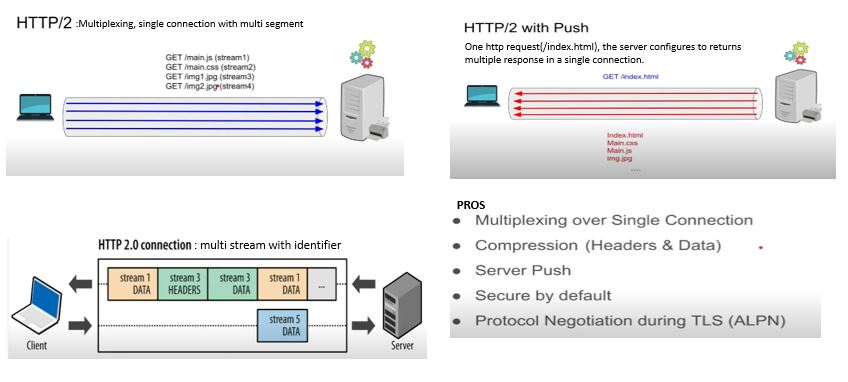 HTTP/2 :Multiplexing, single connection with multi segment
GET /main.js (stream1)
GET /main.css (stream2)
GET /img1.jpg (stream3)
GET /img2.jpg (stream4)
HTTP/2 with Push
One http request(/index.html), the server configures to returns
multiple response in a single connection.
GET /index.html
Index.html
Main.css
Main.js
img.jpg
....
HTTP 2.0 connection : multi stream with identifier
stream 1
DATA
stream 3
HEADERS
stream 3
DATA
stream 1
DATA
...
stream 5
DATA
Client
Server
PROS
• Multiplexing over Single Connection
• Compression (Headers & Data)
• Server Push
• Secure by default
• Protocol Negotiation during TLS (ALPN)